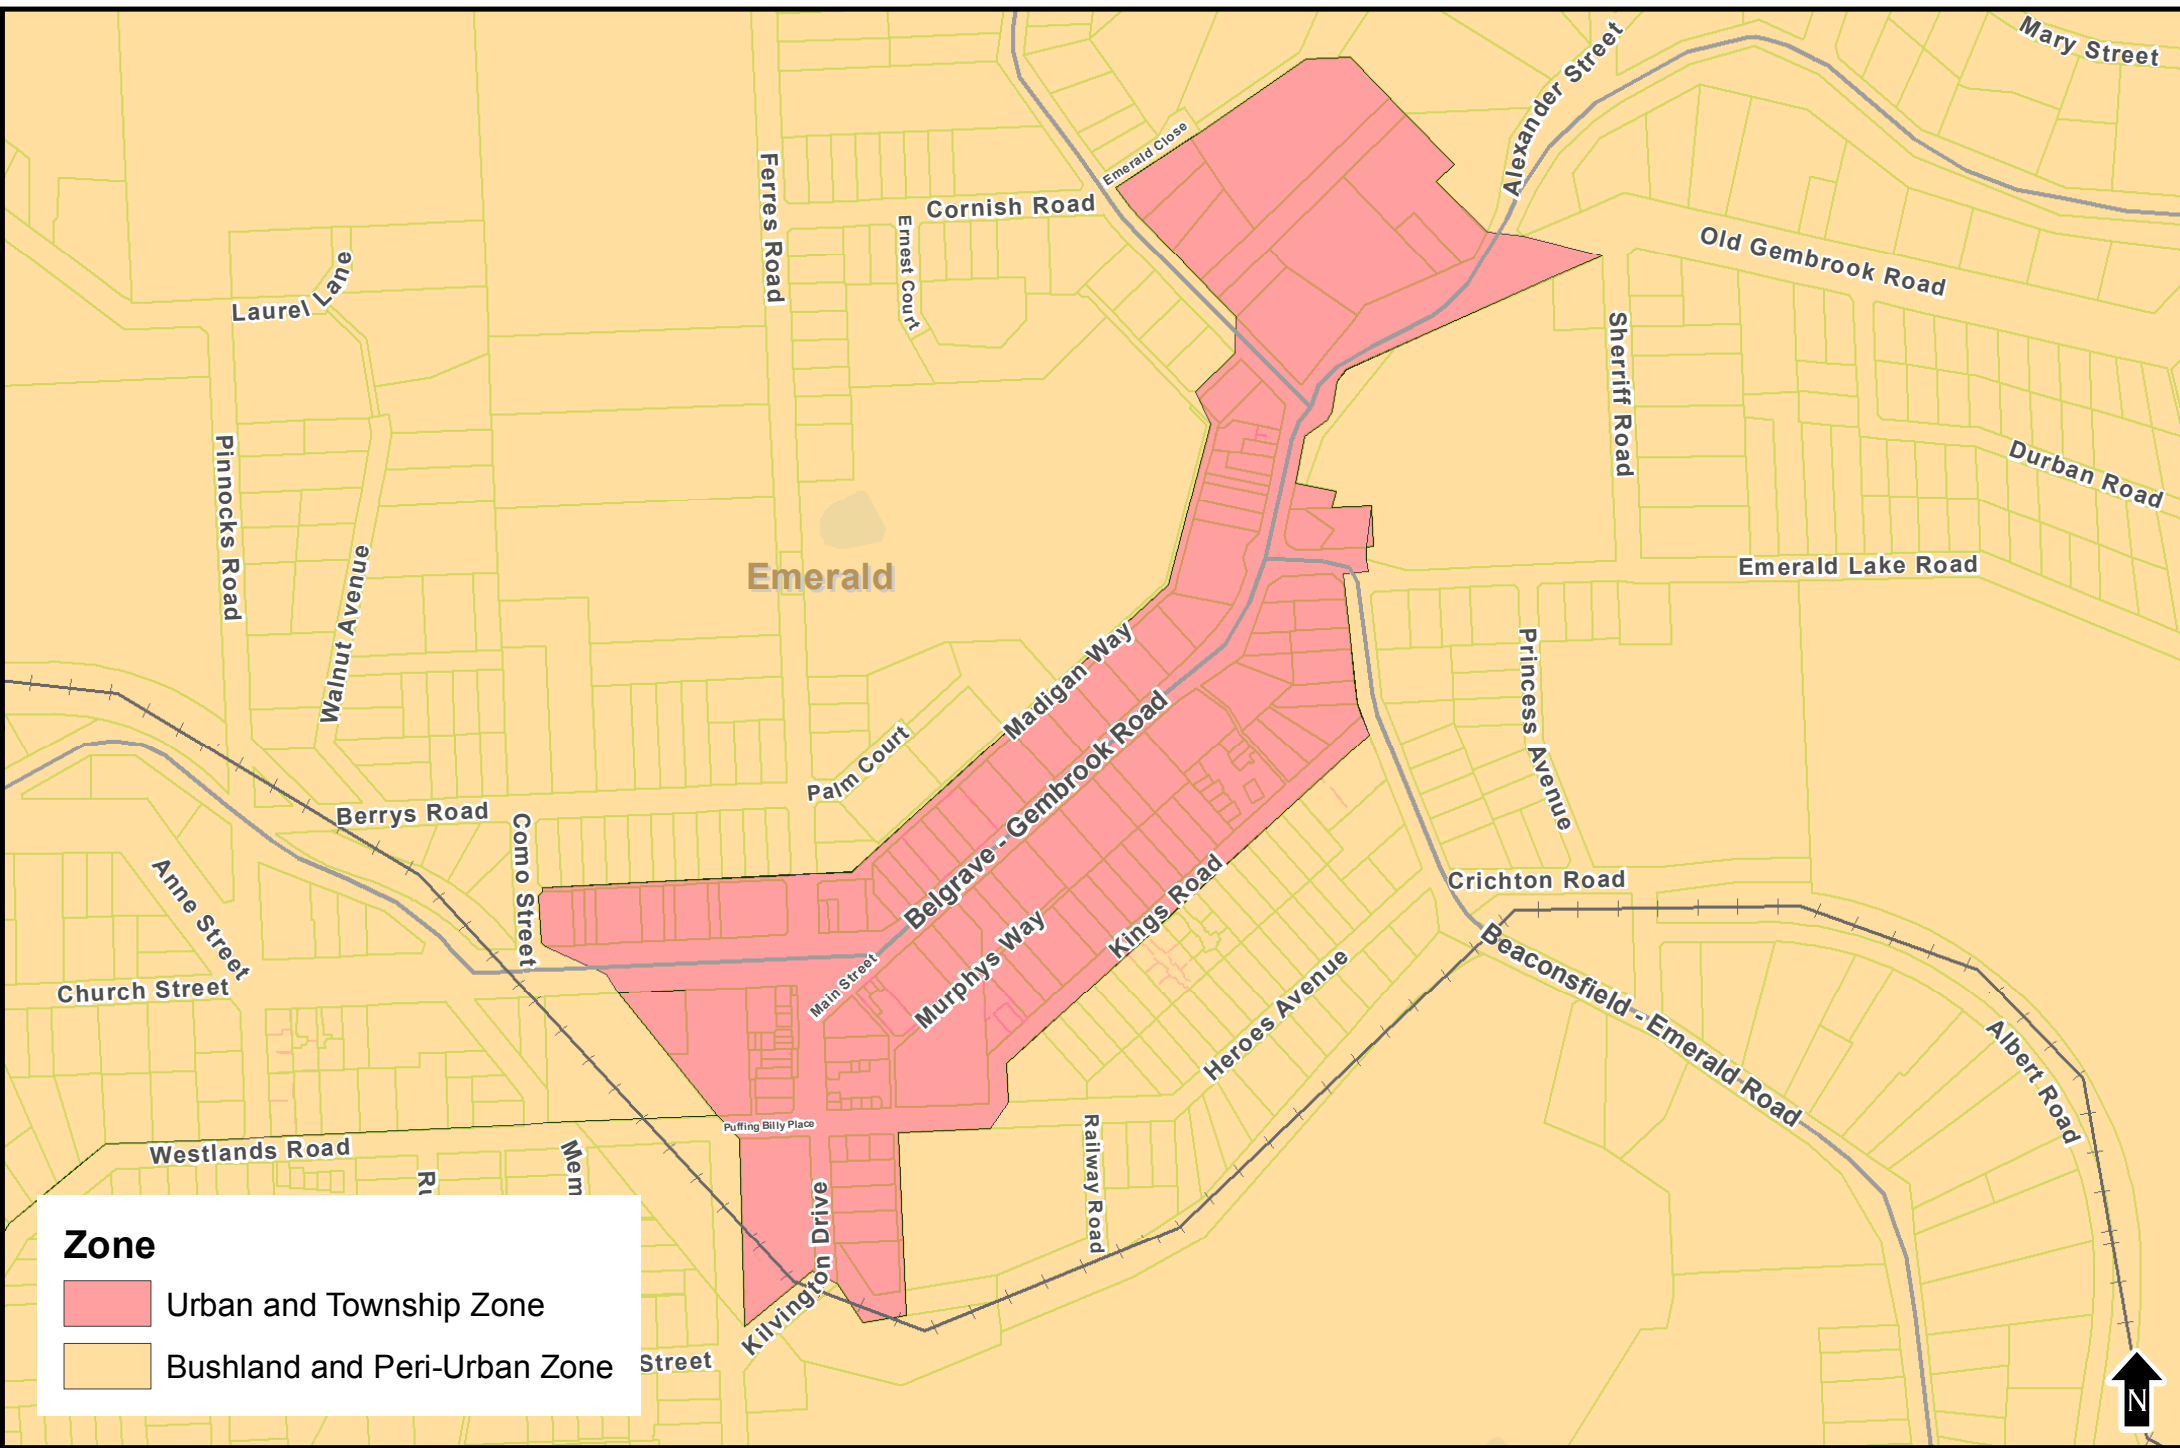 Mary Street
Alexander Street
Emerald Close
Ferres Road
Cornish Road
Ernest Court
Old Gembrook Road
Laurel Lane
Sherriff Road
Pinnocks Road
Durban Road
Emerald
Emerald Lake Road
Walnut Avenue
Madigan Way
Princess Avenue
Palm Court
Belgrave - Gembrook Road
Berrys Road
Como Street
Anne Street
Kings Road
Crichton Road
Murphys Way
Main Street
Heroes Avenue
Beaconsfield - Emerald Road
Church Street
Albert Road
Puffing Billy Place
Westlands Road
Railway Road
Mem
Ru
Kilvington Drive
Street
Zone
Urban and Township Zone
Bushland and Peri-Urban Zone
N